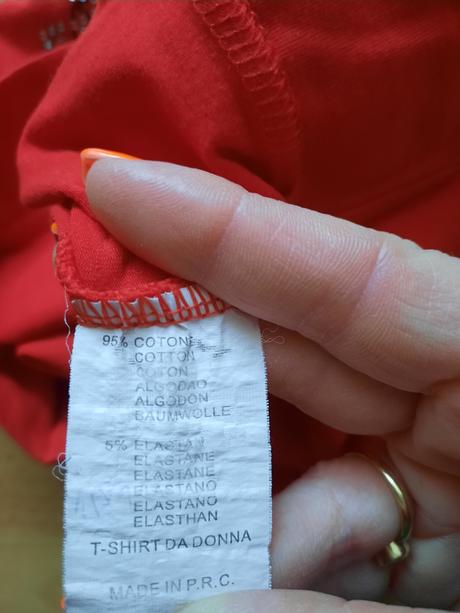 95% COTONE
COTTON
COTON
ALGODAO
ALGODON
BAUMWOLLE
5% ELASTAN
ELASTANE
ELASTANE
ELASTANO
ELASTANO
ELASTHAN
T-SHIRT DA DONNA
MADE IN P.R.C.